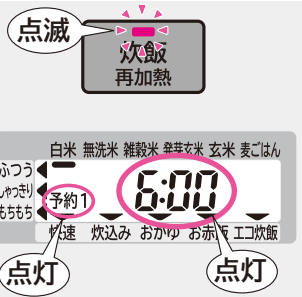 点滅
炊飯
再加熱
白米 無洗米 雑穀米 発芽玄米 玄米 麦ごはん
ふつう
しゃっきり
もちもち
予約1
6:00
快速 炊込み おかゆ お赤飯 エコ炊飯
点灯
点灯